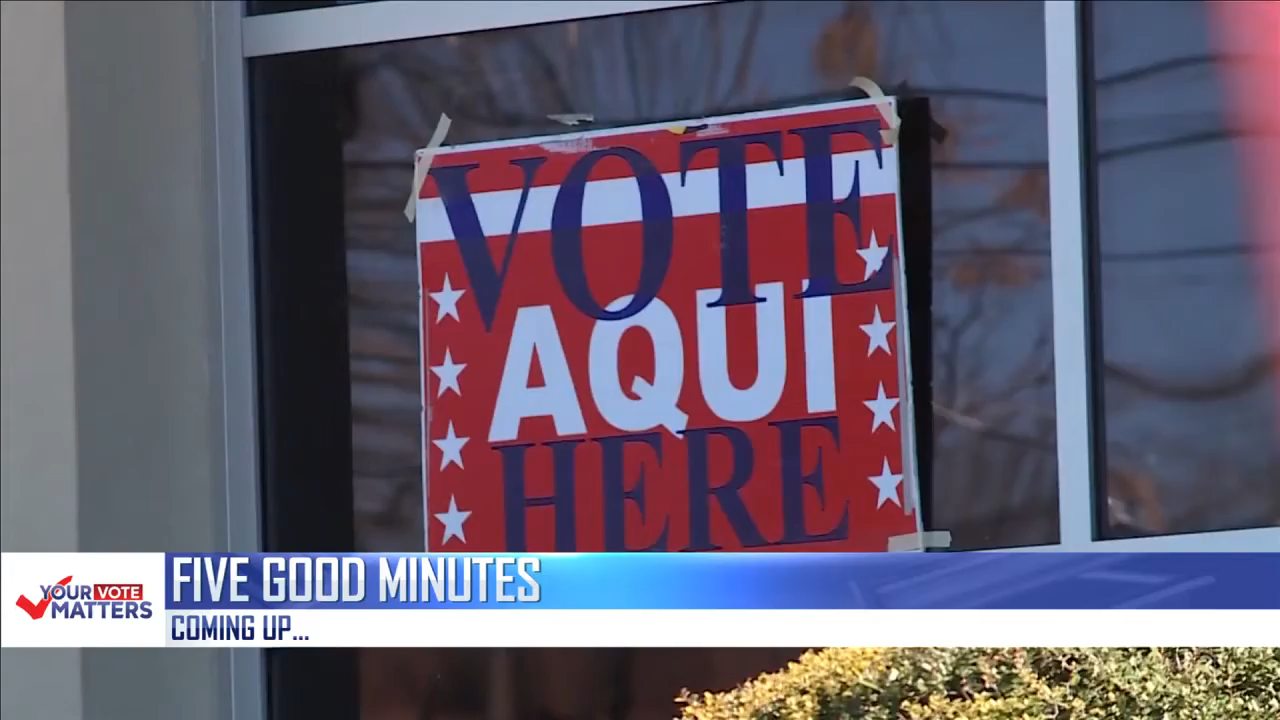 VOTE
AQUI
HERE
YOUR VOTE
MATTERS
FIVE GOOD MINUTES
COMING UP...